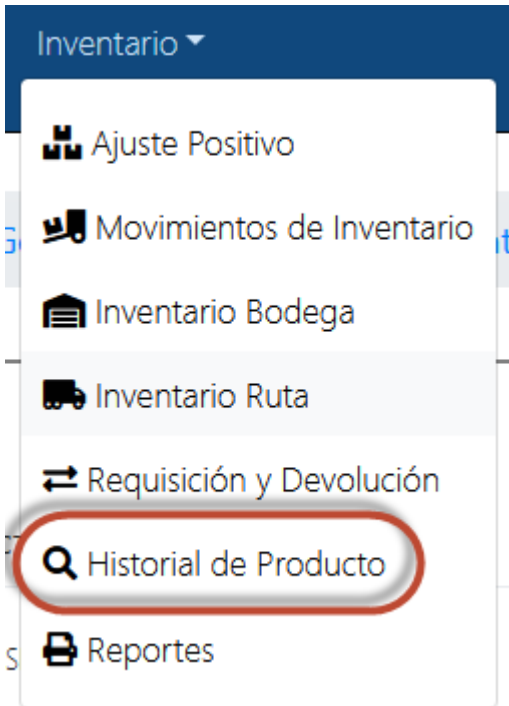 Inventario
Ajuste Positivo
Movimientos de Inventario
Inventario Bodega
Inventario Ruta
Requisición y Devolución
Historial de Producto
Reportes